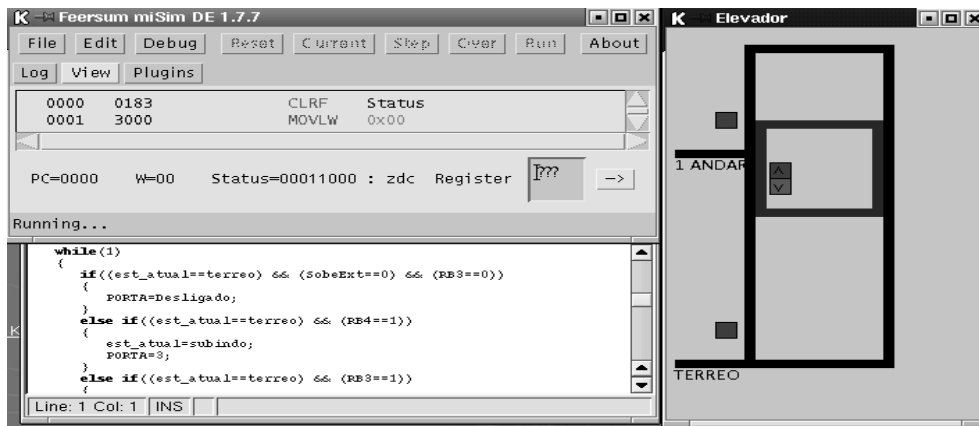 Feersum miSim DE 1.7.7
File Edit Debug Reset Current Step Over Run About
Log View Plugins
0000 0183 CLRF Status
0001 3000 MOVLW 0x00
PC=0000 W=00 Status=00011000 : zdc Register ??? -->
Running...
while(1)
{
if((est_atual==terreo) && (SobeExt==0) && (RB3==0))
{
PORTA=Desligado;
}
else if((est_atual==terreo) && (RB4==1))
{
est_atual=subindo;
PORTA=3;
}
else if((est_atual==terreo) && (RB3==1))
{
Line: 1 Col: 1 INS
Elevador
1 ANDAR
TERREO